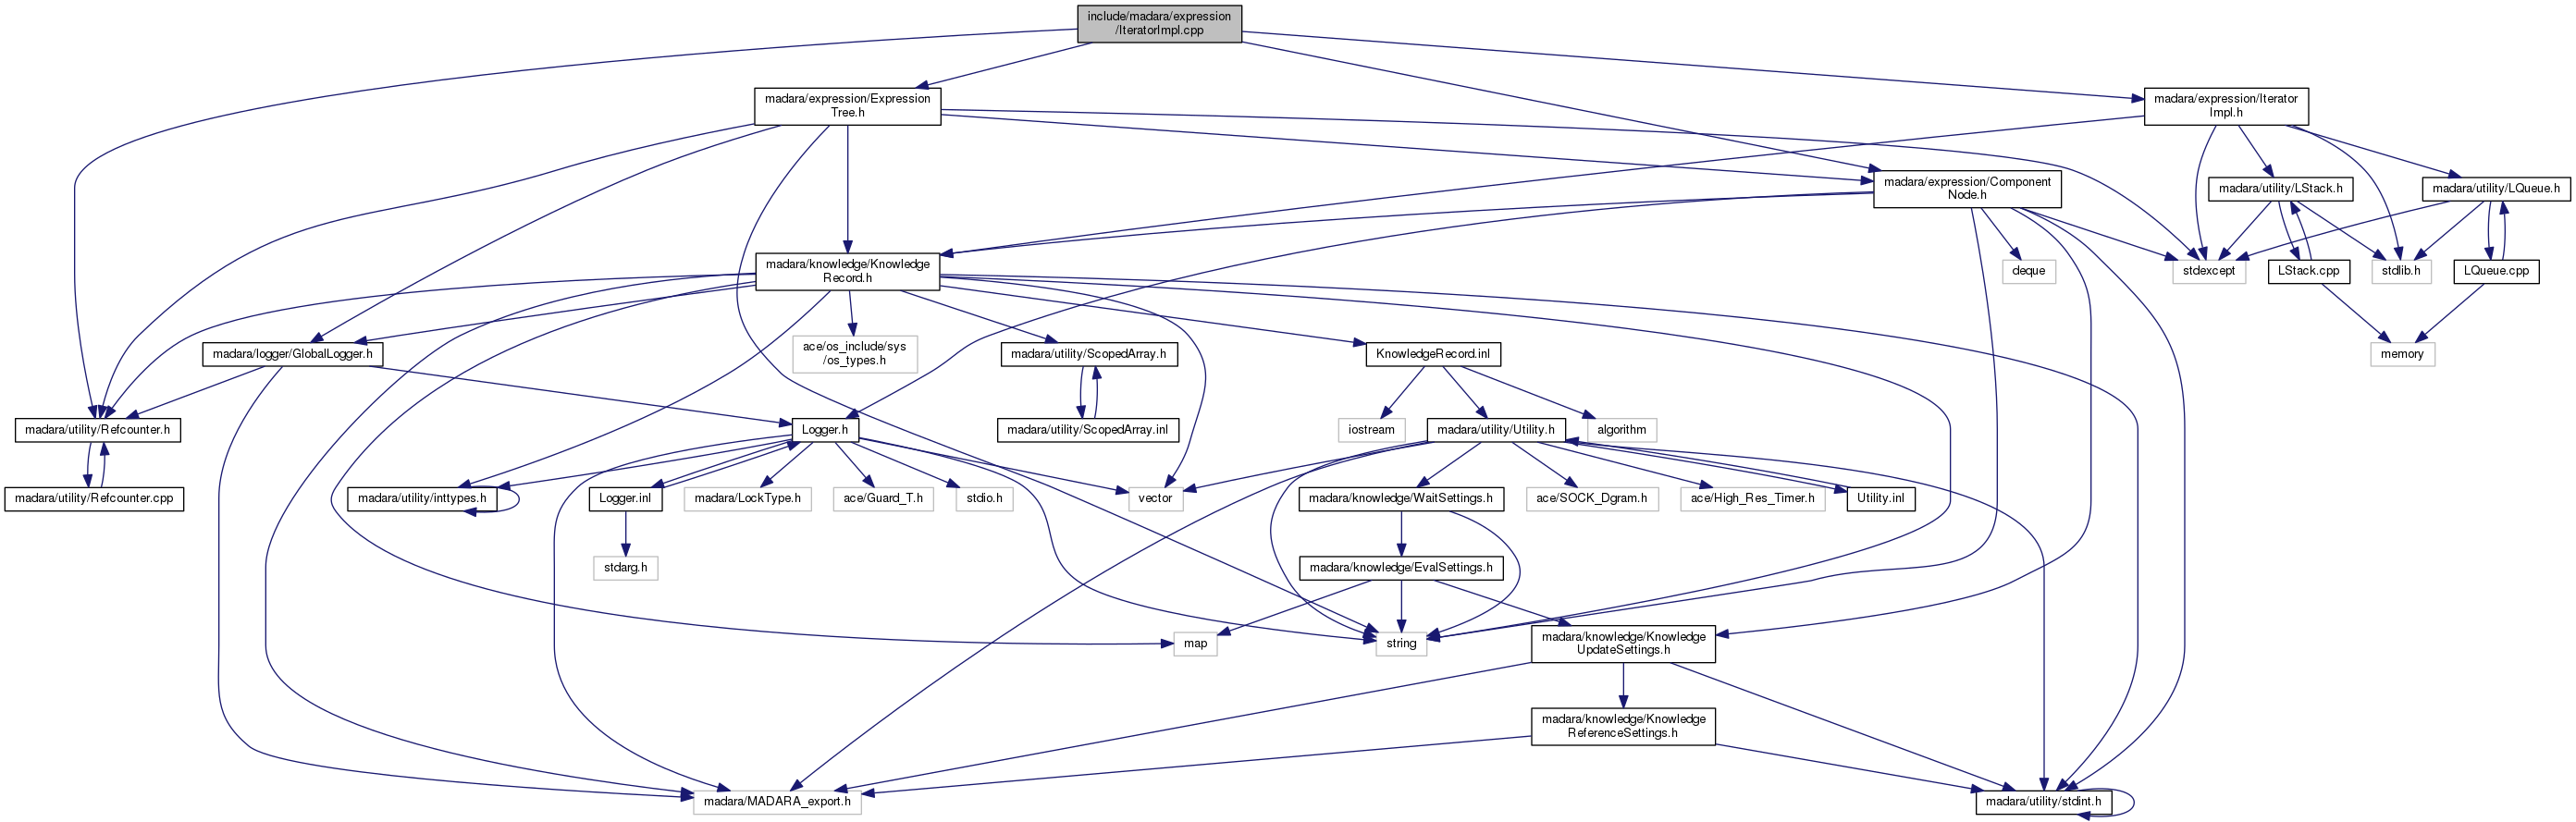 include/madara/expression
/IteratorImpl.cpp
madara/expression/Expression
Tree.h
madara/expression/Iterator
Impl.h
madara/expression/Component
Node.h
madara/utility/LStack.h
madara/utility/LQueue.h
madara/knowledge/Knowledge
Record.h
deque
stdexcept
LStack.cpp
stdlib.h
LQueue.cpp
madara/logger/GlobalLogger.h
ace/os_include/sys
/os_types.h
madara/utility/ScopedArray.h
KnowledgeRecord.inl
memory
madara/utility/Refcounter.h
Logger.h
madara/utility/ScopedArray.inl
iostream
madara/utility/Utility.h
algorithm
madara/utility/Refcounter.cpp
madara/utility/inttypes.h
Logger.inl
madara/LockType.h
ace/Guard_T.h
stdio.h
vector
madara/knowledge/WaitSettings.h
ace/SOCK_Dgram.h
ace/High_Res_Timer.h
Utility.inl
stdarg.h
madara/knowledge/EvalSettings.h
map
string
madara/knowledge/Knowledge
UpdateSettings.h
madara/knowledge/Knowledge
ReferenceSettings.h
madara/MADARA_export.h
madara/utility/stdint.h